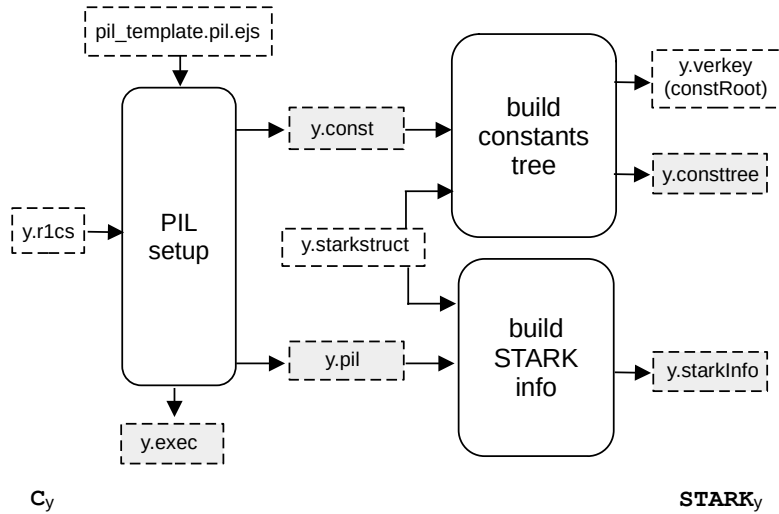 pil_template.pil.ejs
y.r1cs
PIL
setup
y.const
y.starkstruct
y.pil
y.exec
build
constants
tree
build
STARK
info
y.verkey
(constRoot)
y.consttree
y.starkInfo
Cy
STARKy